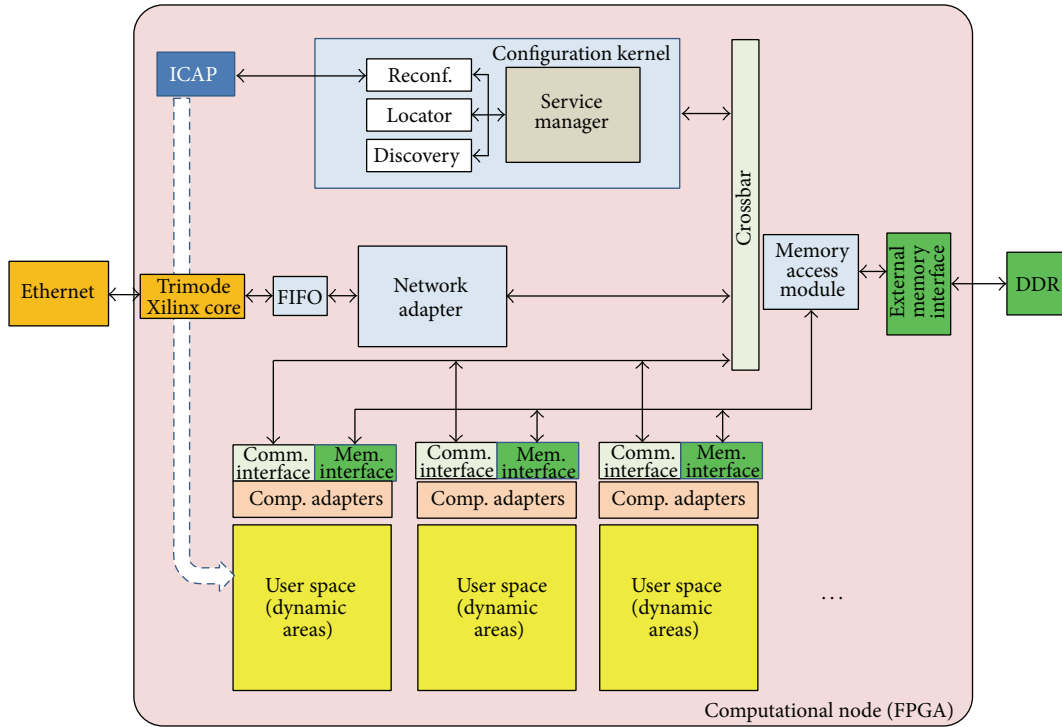 Configuration kernel
ICAP
Reconf.
Locator
Discovery
Service
manager
Crossbar
Ethernet
Trimode
Xilinx core
FIFO
Network
adapter
Memory
access
module
External
memory
interface
DDR
Comm.
interface
Mem.
interface
Comp. adapters
User space
(dynamic
areas)
Comm.
interface
Mem.
interface
Comp. adapters
User space
(dynamic
areas)
Comm.
interface
Mem.
interface
Comp. adapters
User space
(dynamic
areas)
...
Computational node (FPGA)